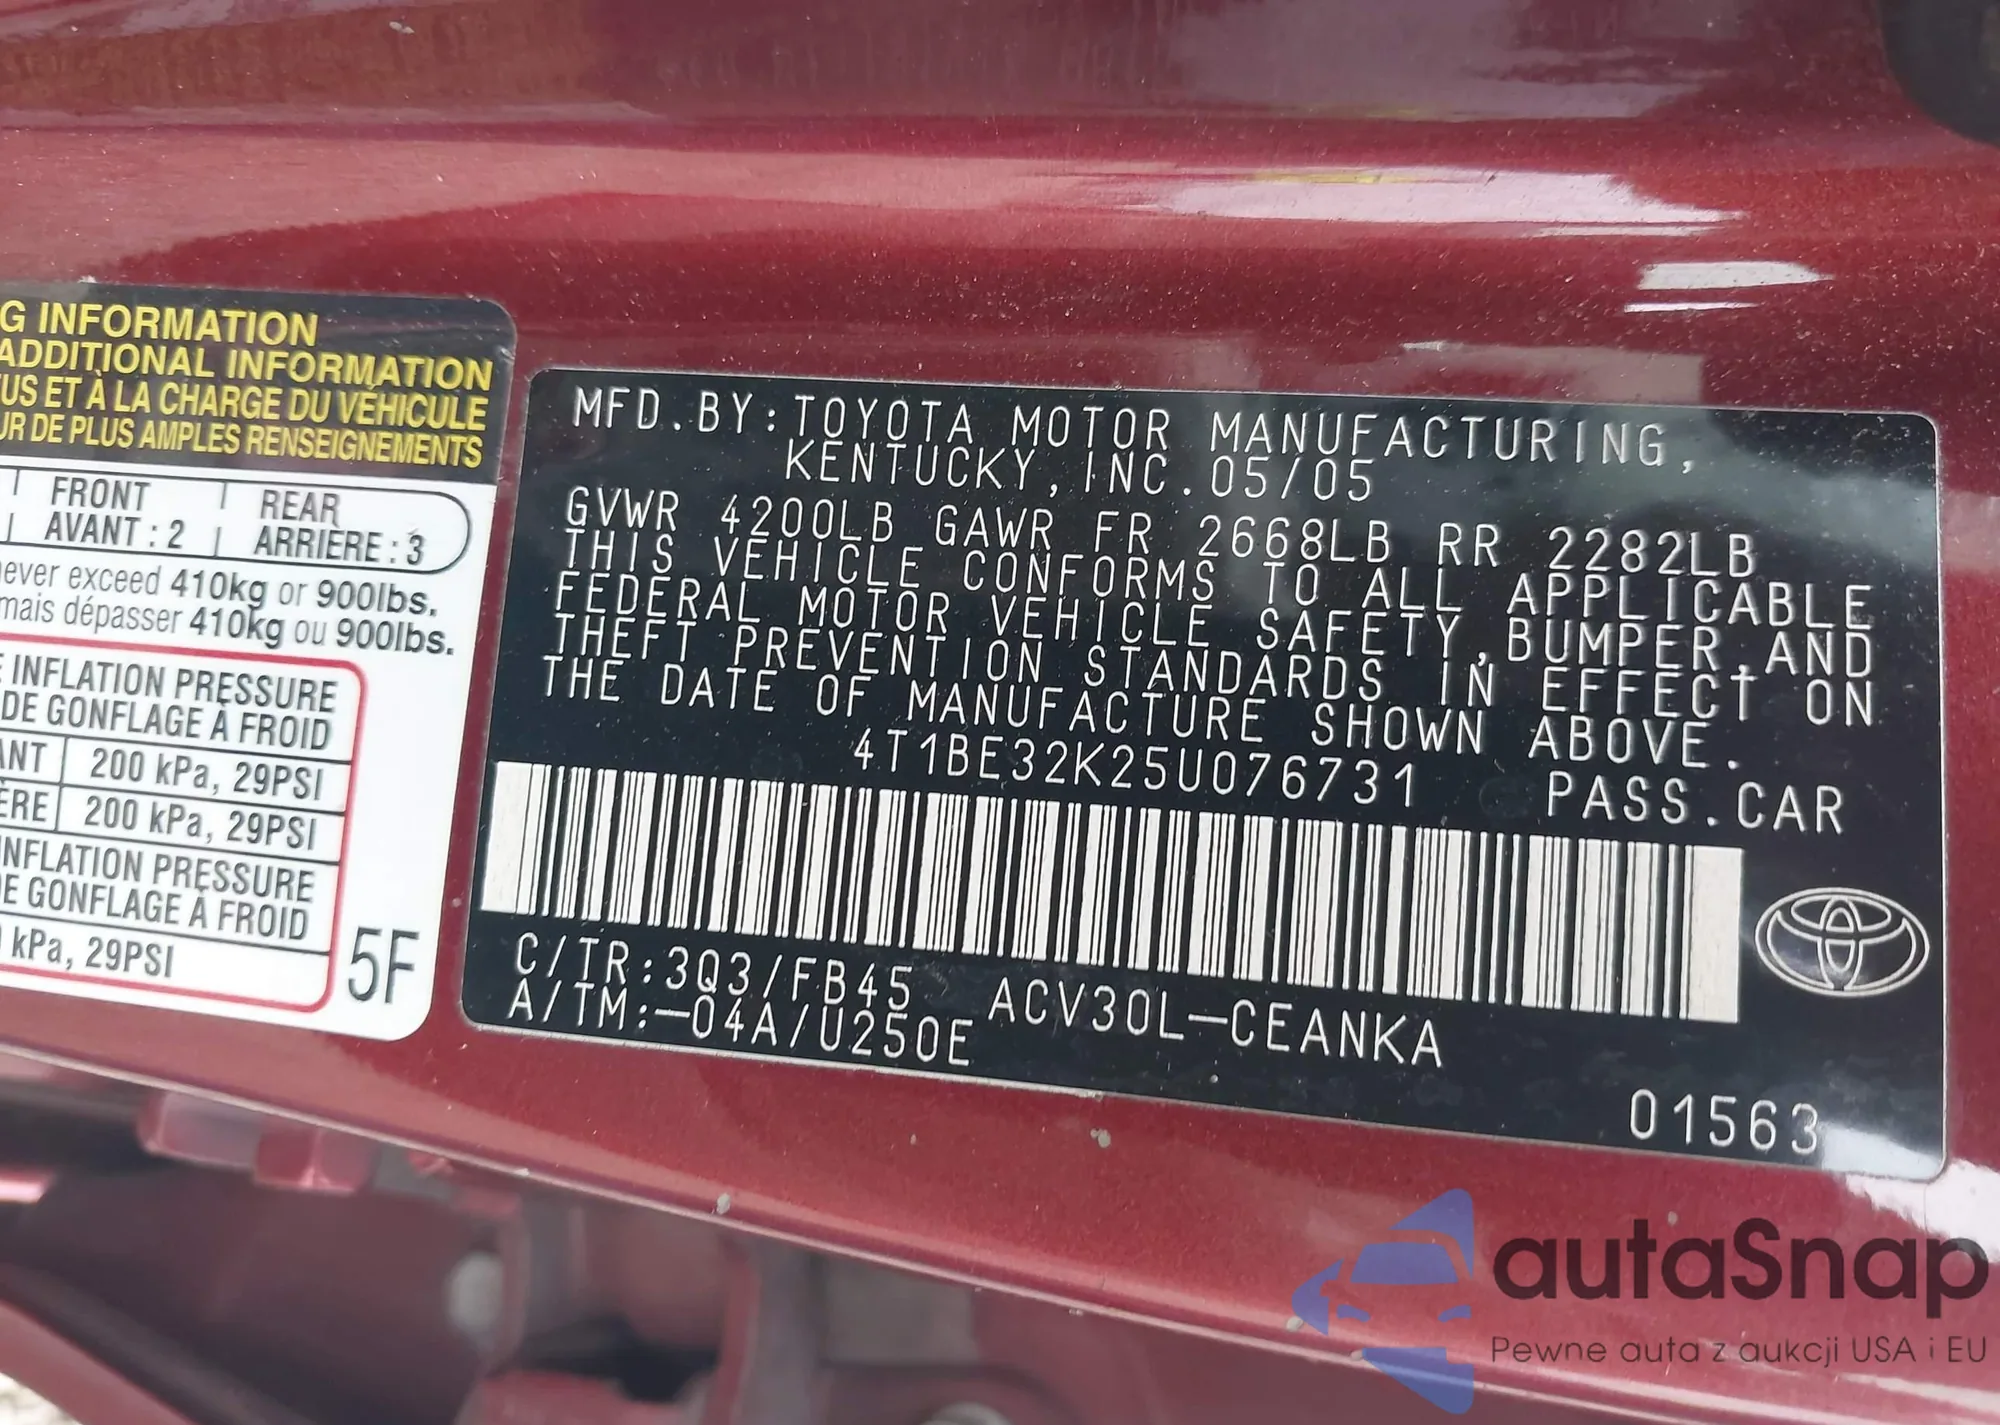 G INFORMATION
ADDITIONAL INFORMATION
US ET À LA CHARGE DU VÉHICULE
UR DE PLUS AMPLES RENSEIGNEMENTS
FRONT REAR
AVANT : 2 ARRIÈRE : 3
never exceed 410kg or 900lbs.
mais dépasser 410kg ou 900lbs.
E INFLATION PRESSURE
DE GONFLAGE À FROID
ANT 200 kPa, 29PSI
ÈRE 200 kPa, 29PSI
INFLATION PRESSURE
DE GONFLAGE À FROID
kPa, 29PSI
5F
MFD.BY:TOYOTA MOTOR MANUFACTURING,
KENTUCKY, INC. 05/05
GVWR 4200LB GAWR FR 2668LB RR 2282LB
THIS VEHICLE CONFORMS TO ALL APPLICABLE
FEDERAL MOTOR VEHICLE SAFETY,BUMPER,AND
THEFT PREVENTION STANDARDS IN EFFECT ON
THE DATE OF MANUFACTURE SHOWN ABOVE.
4T1BE32K25U076731 PASS.CAR
C/TR:3Q3/FB45 ACV30L-CEANKA
A/TM:-04A/U250E
01563
autaSnap
Pewne auta z aukcji USA i EU